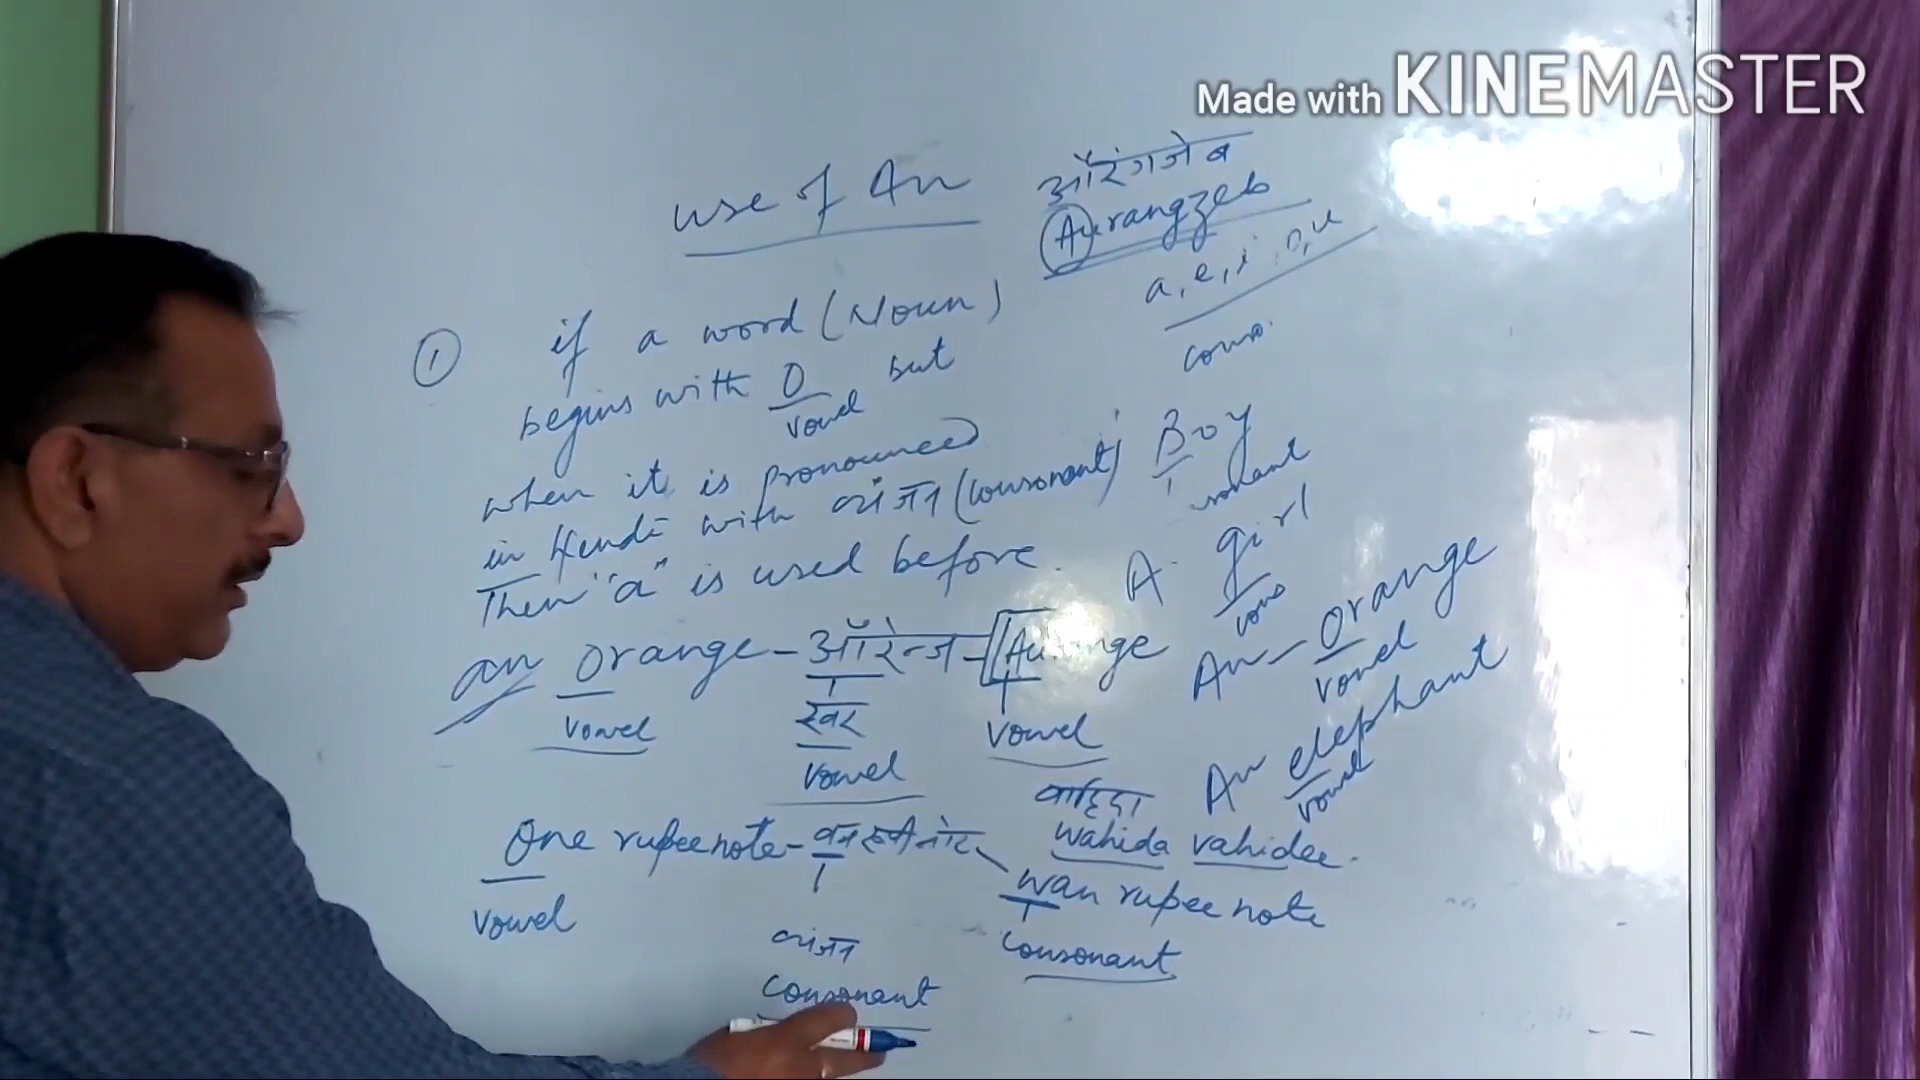 Made with KINEMASTER
use of An
औरंगजेब
Aurangzeb
a, e, i, o, u
conso.
① if a word (Noun)
begins with O but
vowel
when it is pronounced
in Hindi with व्यंजन (consonant)
Then "a" is used before.
Boy
A girl
cons
An - orange
vowel
An elephant
vowel
an orange - ऑरेन्ज - Aurange
vowel
स्वर
vowel
vowel
वाहिदा
wahida vahidee.
One rupee note - वन रूपी नोट
vowel
wan rupee note
consonant
व्यंजन
consonant